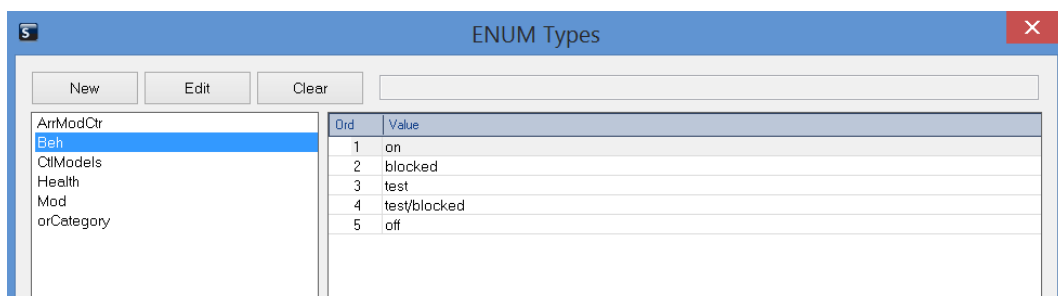 S
ENUM Types
New Edit Clear
ArrModCtr
Beh
CtlModels
Health
Mod
orCategory
Ord Value
1 on
2 blocked
3 test
4 test/blocked
5 off